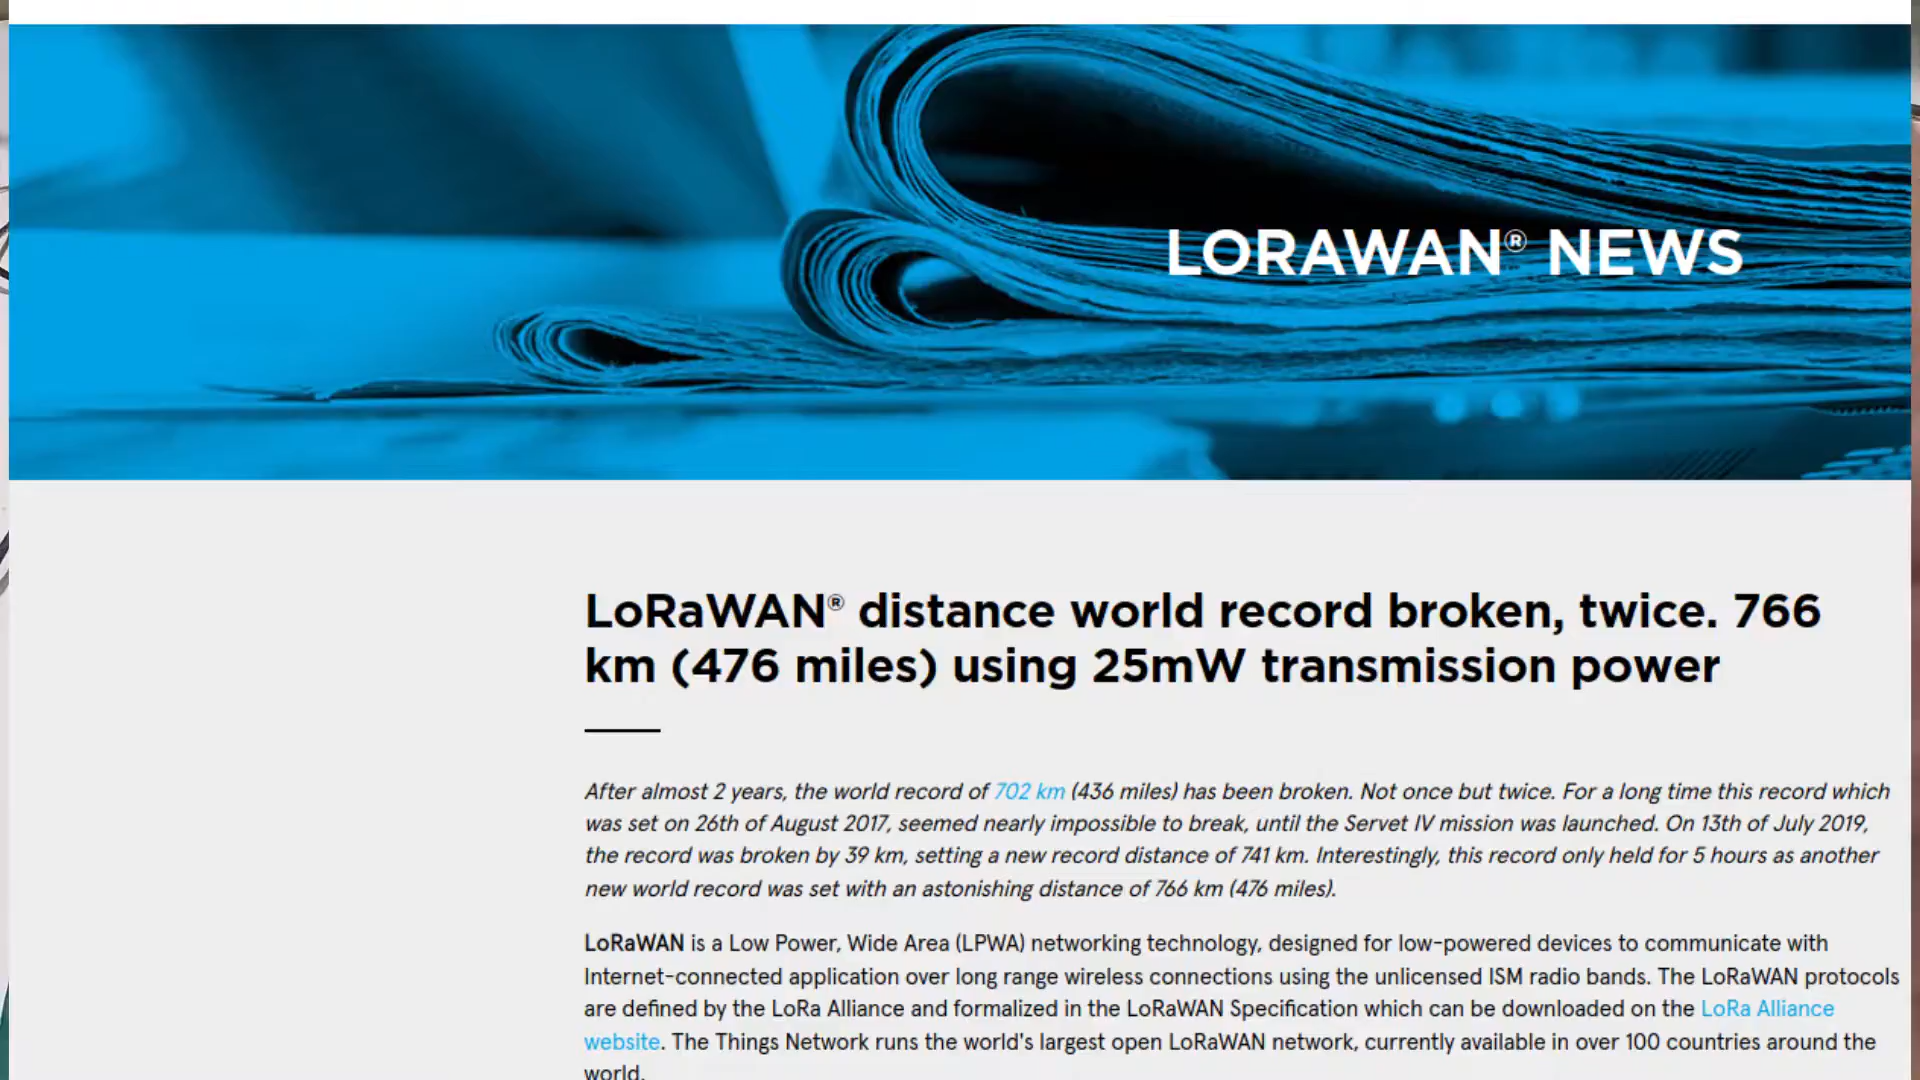 LORAWAN® NEWS
LoRaWAN® distance world record broken, twice. 766
km (476 miles) using 25mW transmission power
After almost 2 years, the world record of 702 km (436 miles) has been broken. Not once but twice. For a long time this record which
was set on 26th of August 2017, seemed nearly impossible to break, until the Servet IV mission was launched. On 13th of July 2019,
the record was broken by 39 km, setting a new record distance of 741 km. Interestingly, this record only held for 5 hours as another
new world record was set with an astonishing distance of 766 km (476 miles).
LoRaWAN is a Low Power, Wide Area (LPWA) networking technology, designed for low-powered devices to communicate with
Internet-connected application over long range wireless connections using the unlicensed ISM radio bands. The LoRaWAN protocols
are defined by the LoRa Alliance and formalized in the LoRaWAN Specification which can be downloaded on the LoRa Alliance
website. The Things Network runs the world's largest open LoRaWAN network, currently available in over 100 countries around the
world.